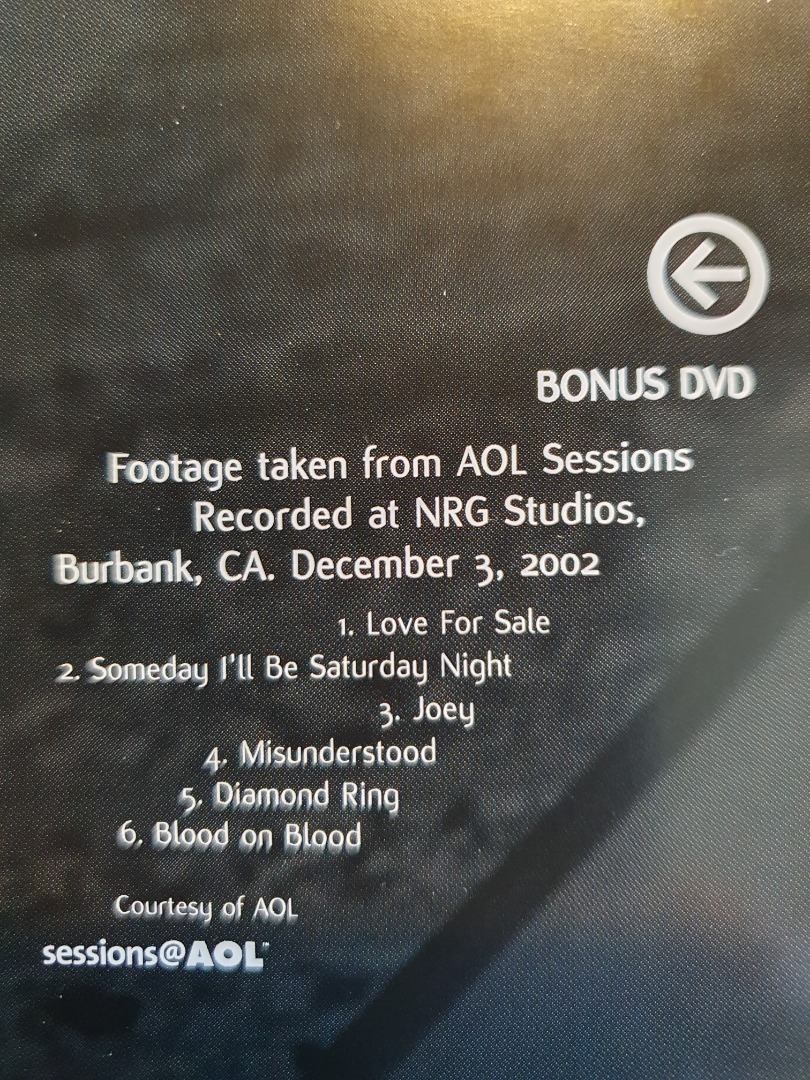 BONUS DVD
Footage taken from AOL Sessions
Recorded at NRG Studios,
Burbank, CA. December 3, 2002
1. Love For Sale
2. Someday I'll Be Saturday Night
3. Joey
4. Misunderstood
5. Diamond Ring
6. Blood on Blood
Courtesy of AOL
sessions@AOL™